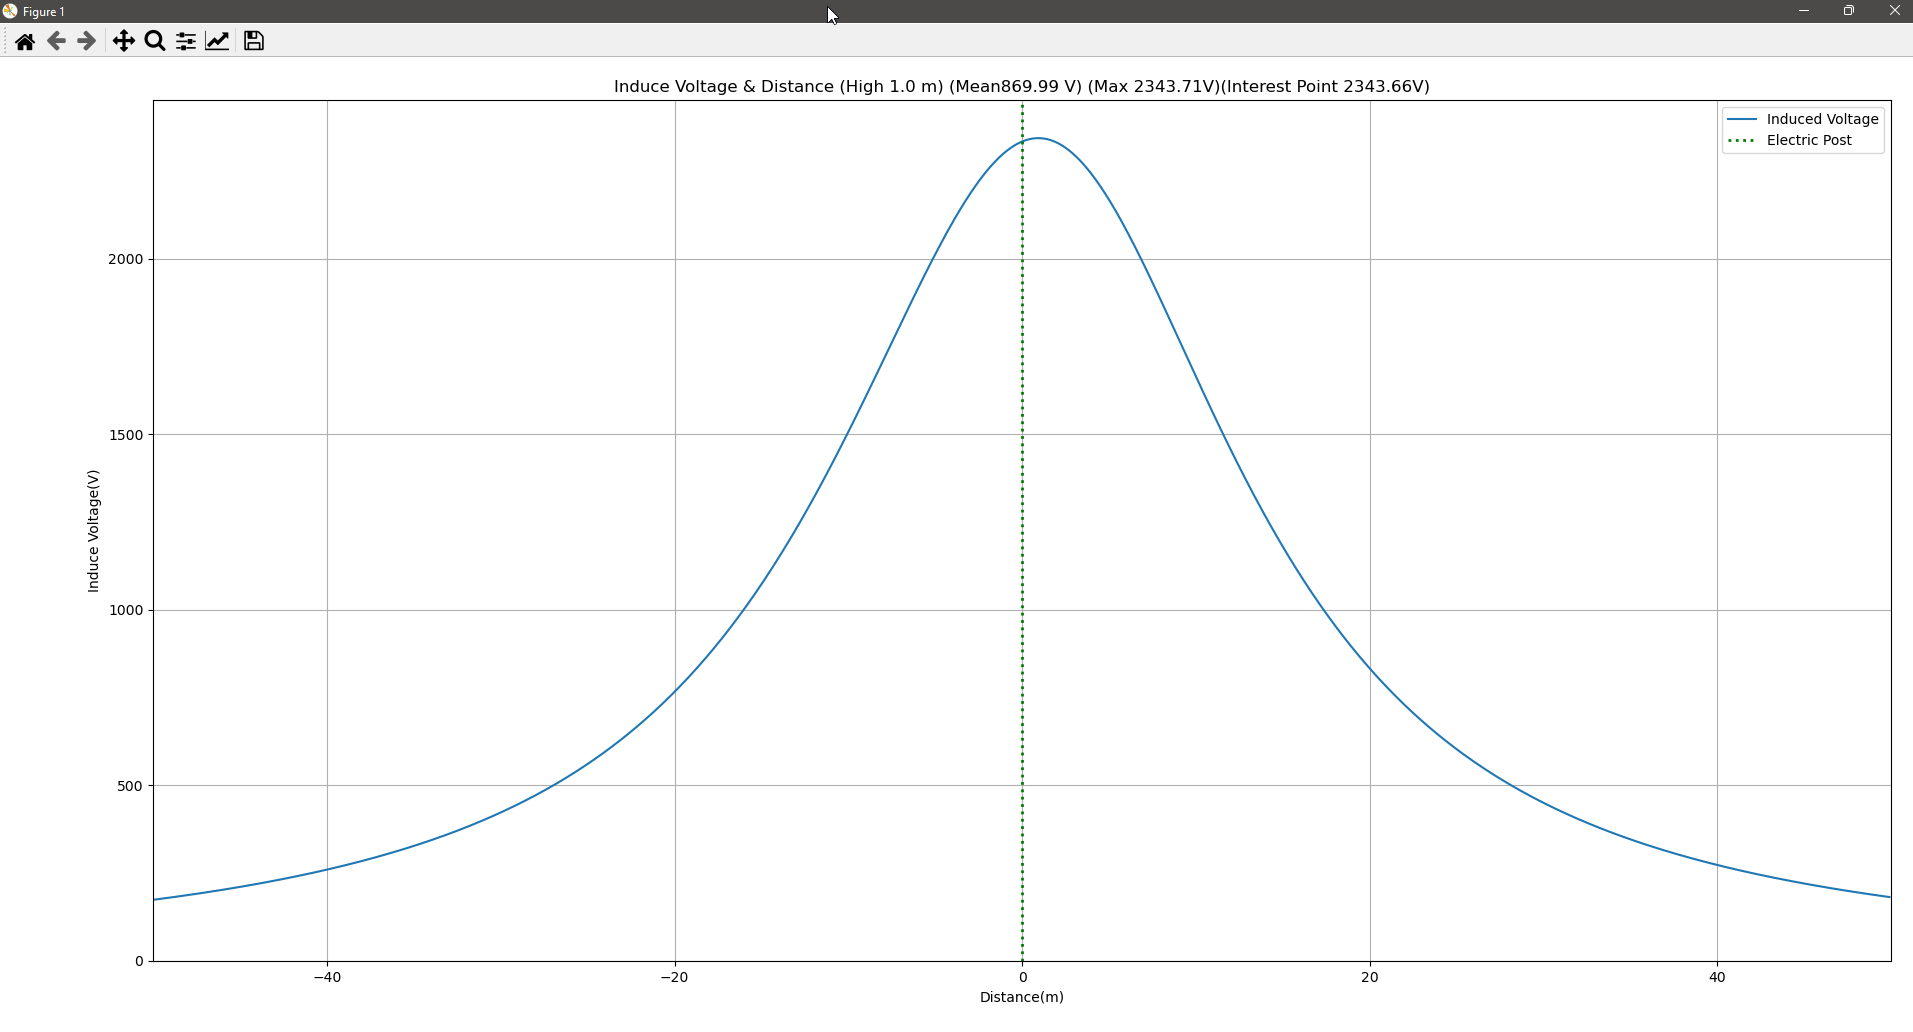 Figure 1
Induce Voltage & Distance (High 1.0 m) (Mean869.99 V) (Max 2343.71V)(Interest Point 2343.66V)
Induced Voltage
Electric Post
2000
1500
1000
500
0
Induce Voltage(V)
−40
−20
0
20
40
Distance(m)